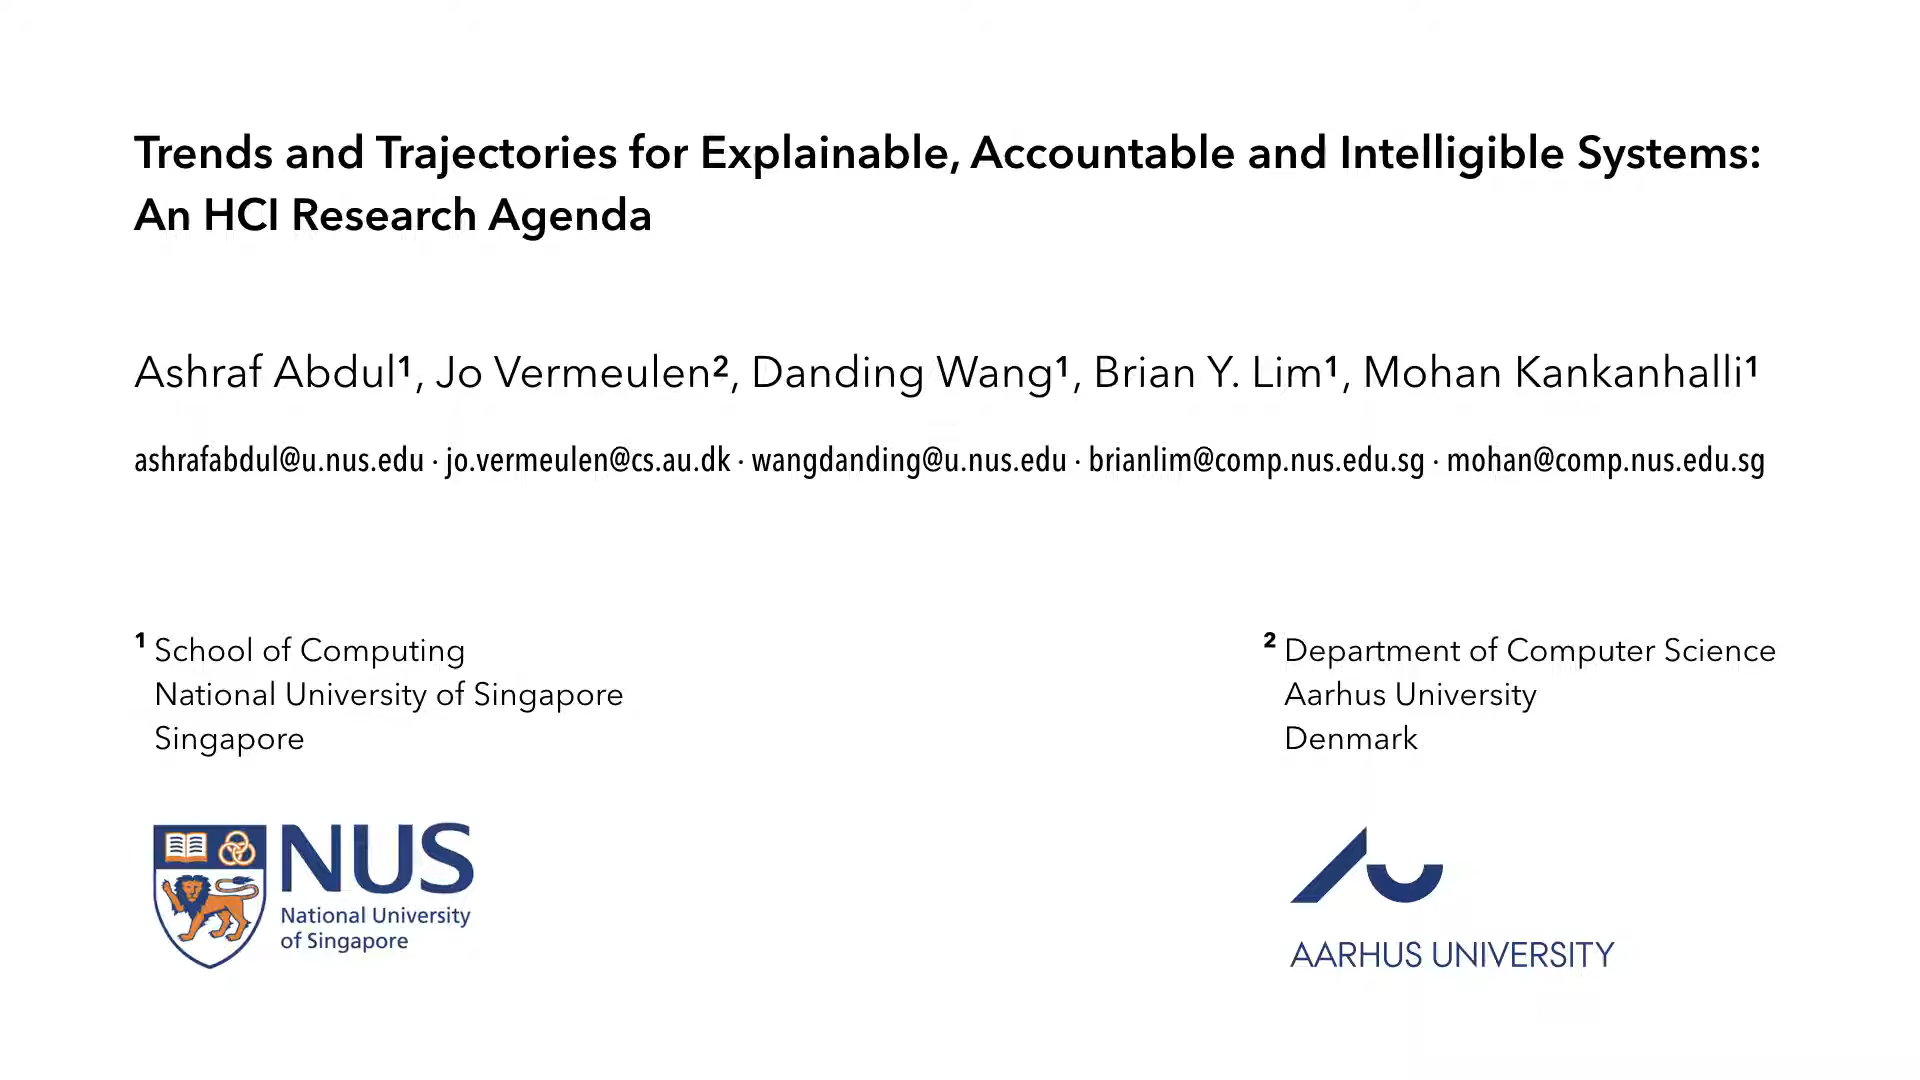 Trends and Trajectories for Explainable, Accountable and Intelligible Systems:
An HCI Research Agenda
Ashraf Abdul¹, Jo Vermeulen², Danding Wang¹, Brian Y. Lim¹, Mohan Kankanhalli¹
ashrafabdul@u.nus.edu · jo.vermeulen@cs.au.dk · wangdanding@u.nus.edu · brianlim@comp.nus.edu.sg · mohan@comp.nus.edu.sg
¹ School of Computing
National University of Singapore
Singapore
² Department of Computer Science
Aarhus University
Denmark
NUS
National University
of Singapore
AARHUS UNIVERSITY